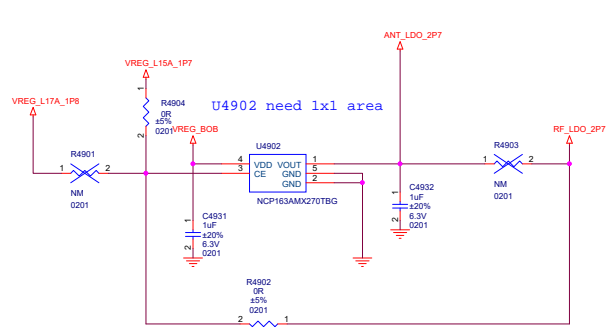 ANT_LDO_2P7
VREG_L15A_1P7
VREG_L17A_1P8
1
R4904
0R
±5%
0201
2
U4902 need 1x1 area
VREG_BOB
RF_LDO_2P7
R4901
1
2
NM
0201
U4902
4
3
VDD
CE
VOUT
GND
GND
1
5
2
NCP163AMX270TBG
R4903
1
2
NM
0201
1
C4931
1uF
±20%
6.3V
0201
2
1
C4932
1uF
±20%
6.3V
0201
2
R4902
0R
±5%
2
1
0201